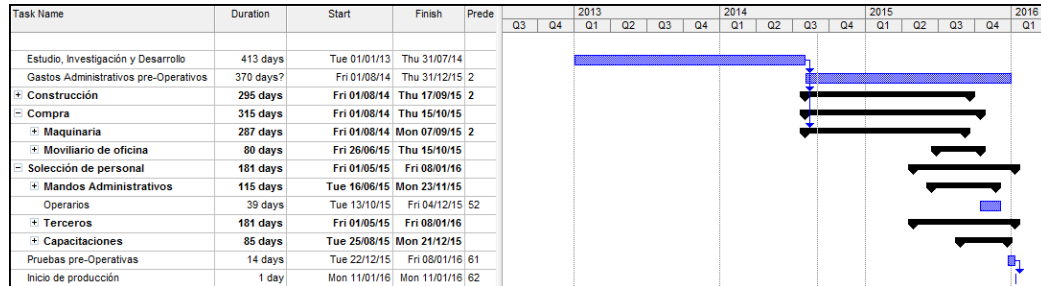 Task Name Duration Start Finish Prede 2013 2014 2015 2016
Q3 Q4 Q1 Q2 Q3 Q4 Q1 Q2 Q3 Q4 Q1 Q2 Q3 Q4 Q1
Estudio, Investigación y Desarrollo 413 days Tue 01/01/13 Thu 31/07/14
Gastos Administrativos pre-Operativos 370 days? Fri 01/08/14 Thu 31/12/15 2
Construcción 295 days Fri 01/08/14 Thu 17/09/15 2
Compra 315 days Fri 01/08/14 Thu 15/10/15
Maquinaria 287 days Fri 01/08/14 Mon 07/09/15 2
Moviliario de oficina 80 days Fri 26/06/15 Thu 15/10/15
Solección de personal 181 days Fri 01/05/15 Fri 08/01/16
Mandos Administrativos 115 days Tue 16/06/15 Mon 23/11/15
Operarios 39 days Tue 13/10/15 Fri 04/12/15 52
Terceros 181 days Fri 01/05/15 Fri 08/01/16
Capacitaciones 85 days Tue 25/08/15 Mon 21/12/15
Pruebas pre-Operativas 14 days Tue 22/12/15 Fri 08/01/16 61
Inicio de producción 1 day Mon 11/01/16 Mon 11/01/16 62